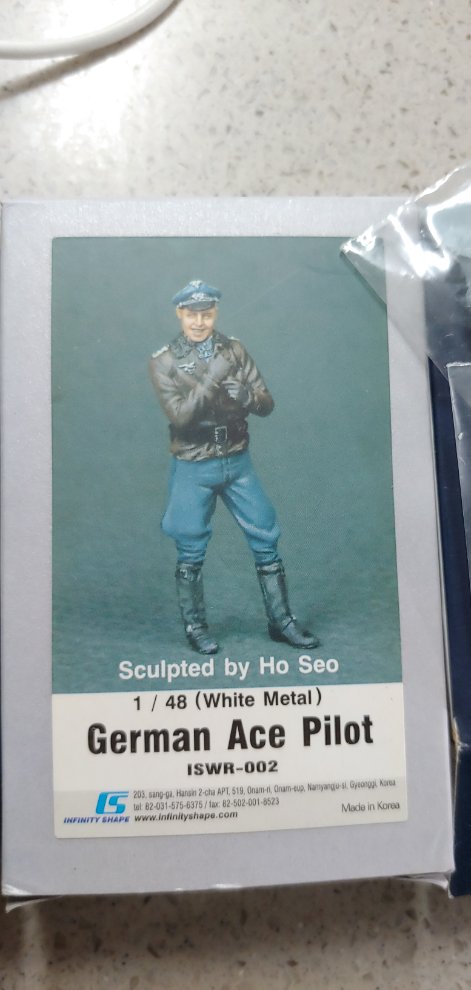 Sculpted by Ho Seo
1 / 48 (White Metal)
German Ace Pilot
ISWR-002
203, sang-ga, Hansin 2-cha APT, 519, Onam-ri, Onam-eup, Namyangju-si, Gyeonggi, Korea
tel: 82-031-575-6375 / fax: 82-502-001-8523
INFINITY SHAPE www.infinityshape.com
Made in Korea